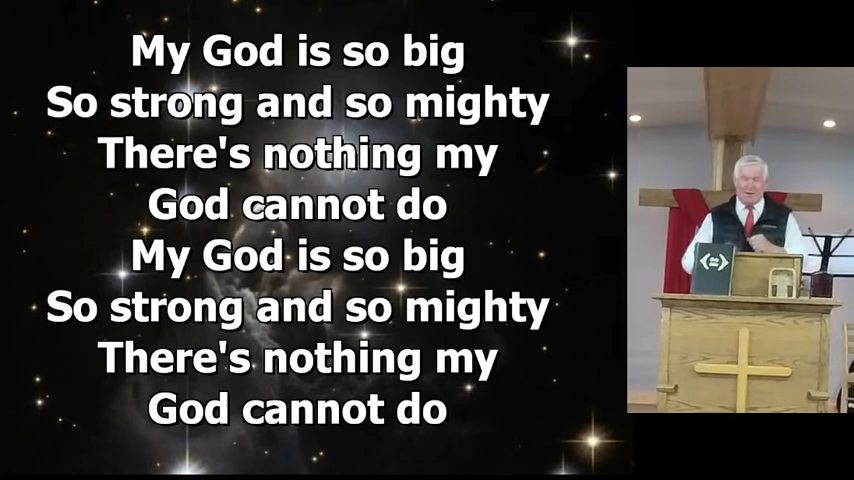 My God is so big
So strong and so mighty
There's nothing my
God cannot do
My God is so big
So strong and so mighty
There's nothing my
God cannot do